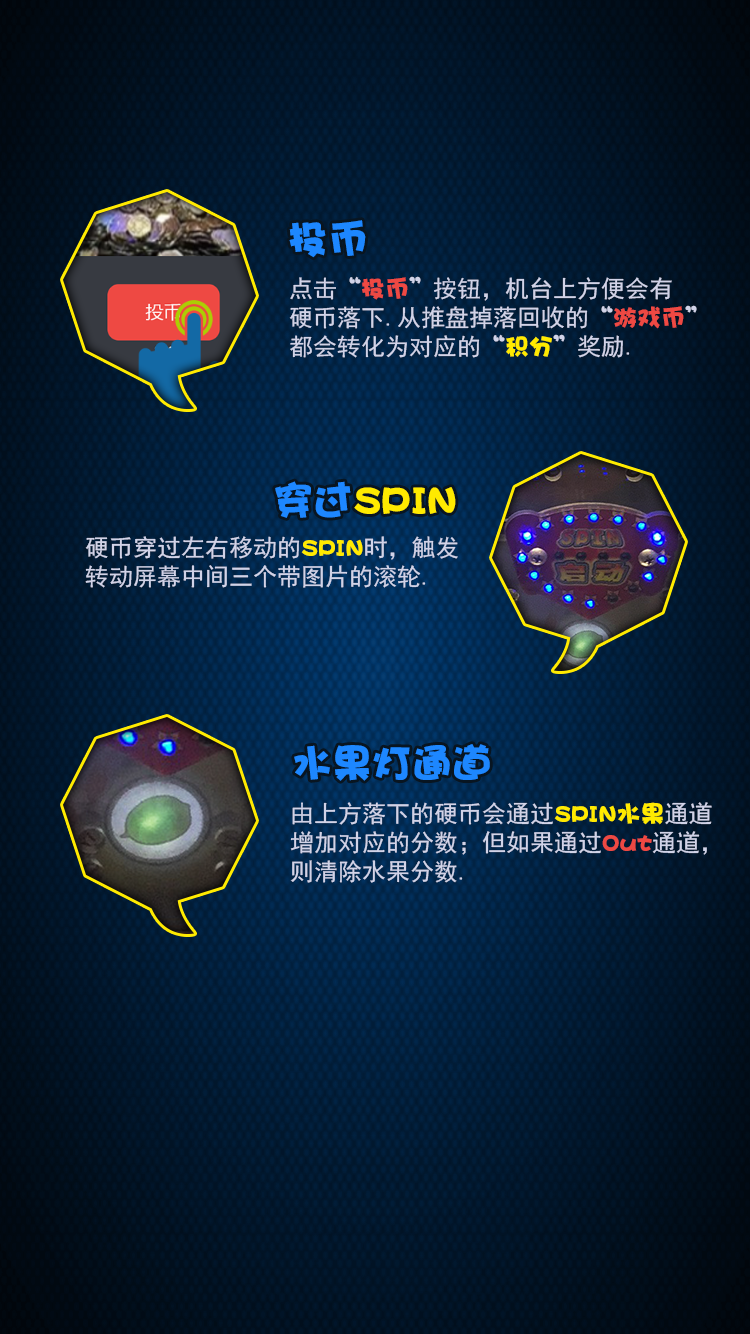 投币
投币
点击“投币”按钮，机台上方便会有
硬币落下.从推盘掉落回收的“游戏币”
都会转化为对应的“积分”奖励.
穿过SPIN
硬币穿过左右移动的SPIN时，触发
转动屏幕中间三个带图片的滚轮.
SPIN
启动
水果灯通道
由上方落下的硬币会通过SPIN水果通道
增加对应的分数；但如果通过Out通道，
则清除水果分数.